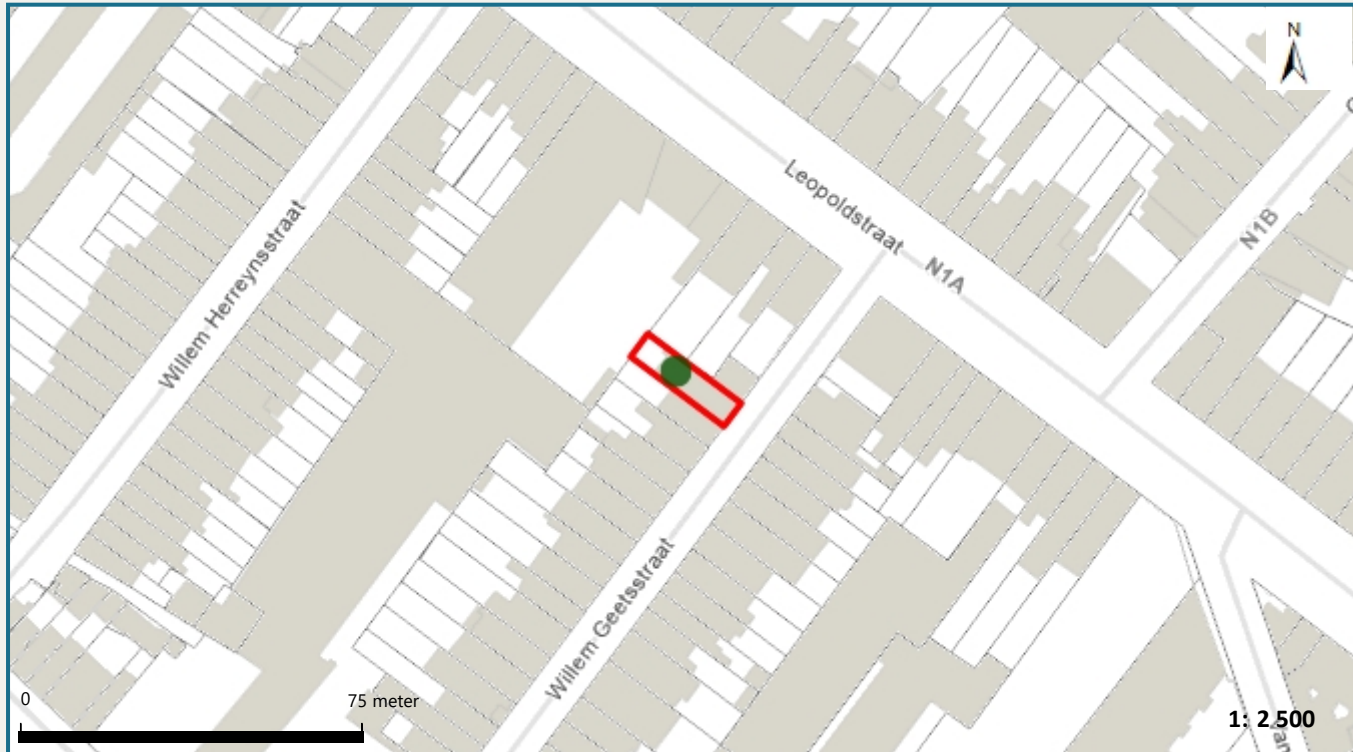 N
Leopoldstraat
N1A
N1B
Willem Herreynsstraat
Willem Geetsstraat
0
75 meter
1: 2 500